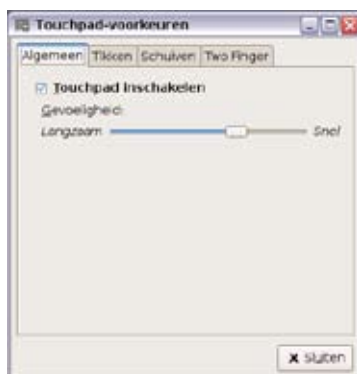 Touchpad-voorkeuren
Algemeen Tikken Schuiven Two Finger
Touchpad inschakelen
Gevoeligheid:
Langzaam Snel
Sluiten